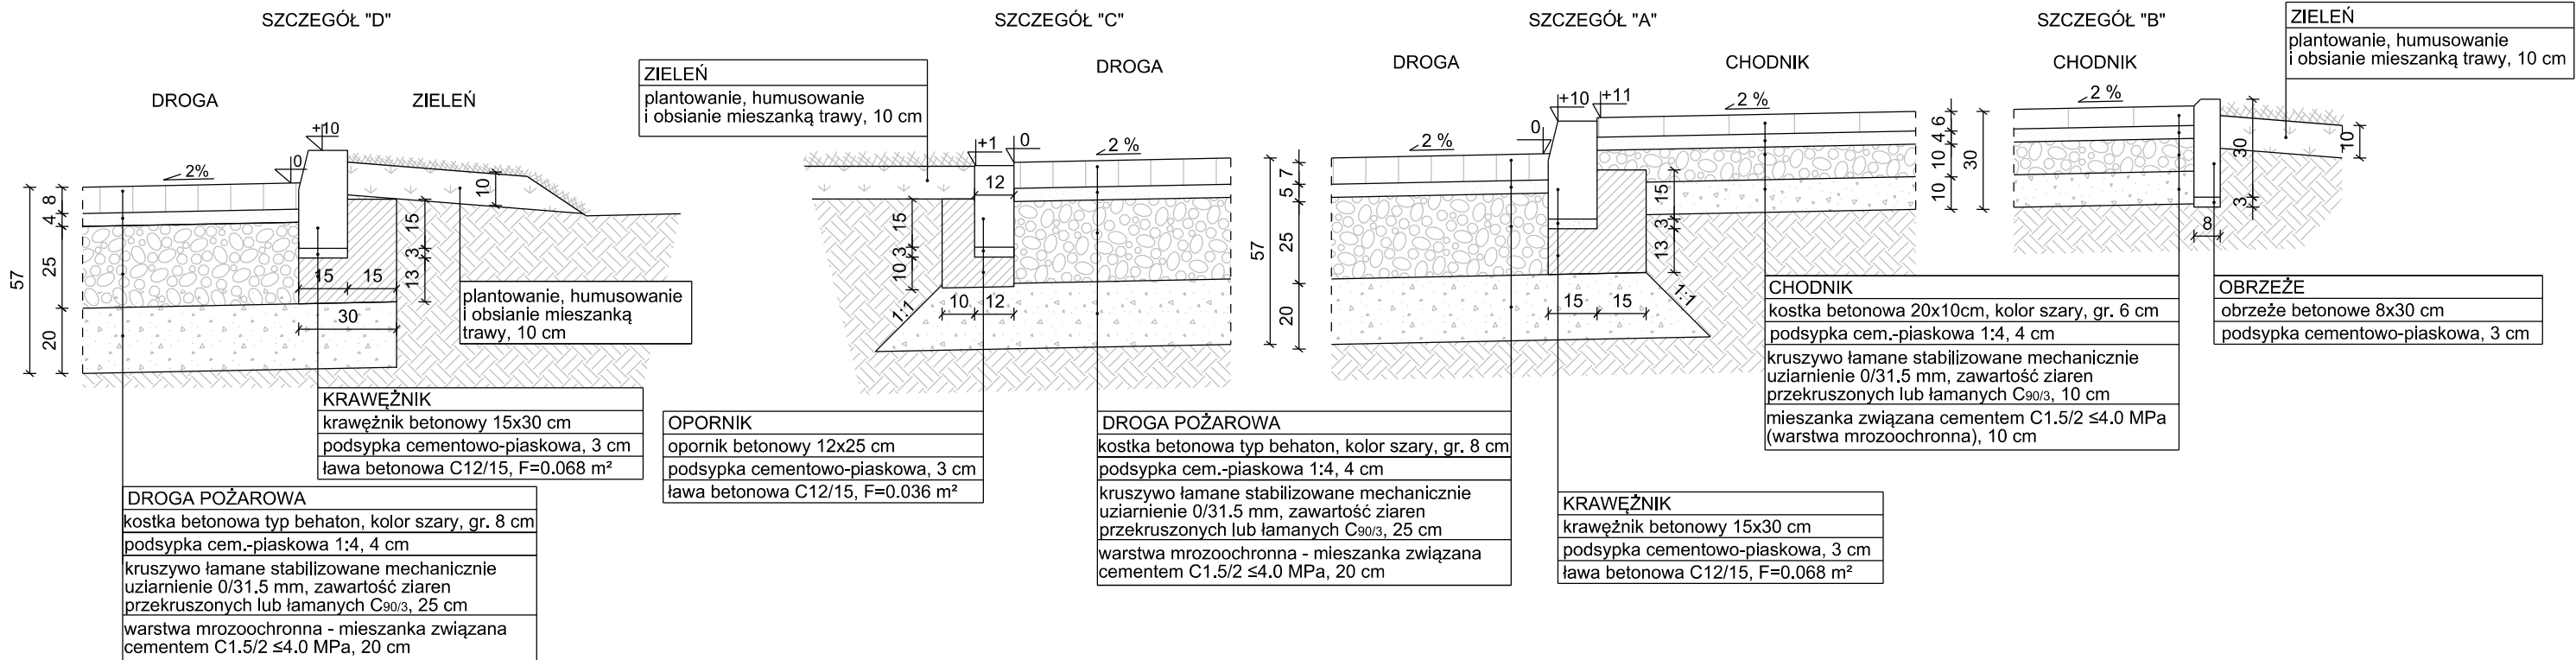 SZCZEGÓŁ "D"
DROGA
ZIELEŃ
+10
0
2%
10
8
4
25
20
57
15
3
13
15
15
30
plantowanie, humusowanie
i obsianie mieszanką
trawy, 10 cm
KRAWĘŻNIK
krawężnik betonowy 15x30 cm
podsypka cementowo-piaskowa, 3 cm
ława betonowa C12/15, F=0.068 m²
DROGA POŻAROWA
kostka betonowa typ behaton, kolor szary, gr. 8 cm
podsypka cem.-piaskowa 1:4, 4 cm
kruszywo łamane stabilizowane mechanicznie
uziarnienie 0/31.5 mm, zawartość ziaren
przekruszonych lub łamanych C90/3, 25 cm
warstwa mrozoochronna - mieszanka związana
cementem C1.5/2 ≤4.0 MPa, 20 cm
SZCZEGÓŁ "C"
DROGA
ZIELEŃ
plantowanie, humusowanie
i obsianie mieszanką trawy, 10 cm
+1
0
2 %
12
15
3
10
10
12
1:1
OPORNIK
opornik betonowy 12x25 cm
podsypka cementowo-piaskowa, 3 cm
ława betonowa C12/15, F=0.036 m²
DROGA POŻAROWA
kostka betonowa typ behaton, kolor szary, gr. 8 cm
podsypka cem.-piaskowa 1:4, 4 cm
kruszywo łamane stabilizowane mechanicznie
uziarnienie 0/31.5 mm, zawartość ziaren
przekruszonych lub łamanych C90/3, 25 cm
warstwa mrozoochronna - mieszanka związana
cementem C1.5/2 ≤4.0 MPa, 20 cm
SZCZEGÓŁ "A"
DROGA
CHODNIK
+10
+11
0
2 %
2 %
7
5
25
20
57
15
3
13
15
15
1:1
6
4
10
10
30
CHODNIK
kostka betonowa 20x10cm, kolor szary, gr. 6 cm
podsypka cem.-piaskowa 1:4, 4 cm
kruszywo łamane stabilizowane mechanicznie
uziarnienie 0/31.5 mm, zawartość ziaren
przekruszonych lub łamanych C90/3, 10 cm
mieszanka związana cementem C1.5/2 ≤4.0 MPa
(warstwa mrozoochronna), 10 cm
KRAWĘŻNIK
krawężnik betonowy 15x30 cm
podsypka cementowo-piaskowa, 3 cm
ława betonowa C12/15, F=0.068 m²
SZCZEGÓŁ "B"
CHODNIK
ZIELEŃ
plantowanie, humusowanie
i obsianie mieszanką trawy, 10 cm
2 %
30
3
10
8
OBRZEŻE
obrzeże betonowe 8x30 cm
podsypka cementowo-piaskowa, 3 cm